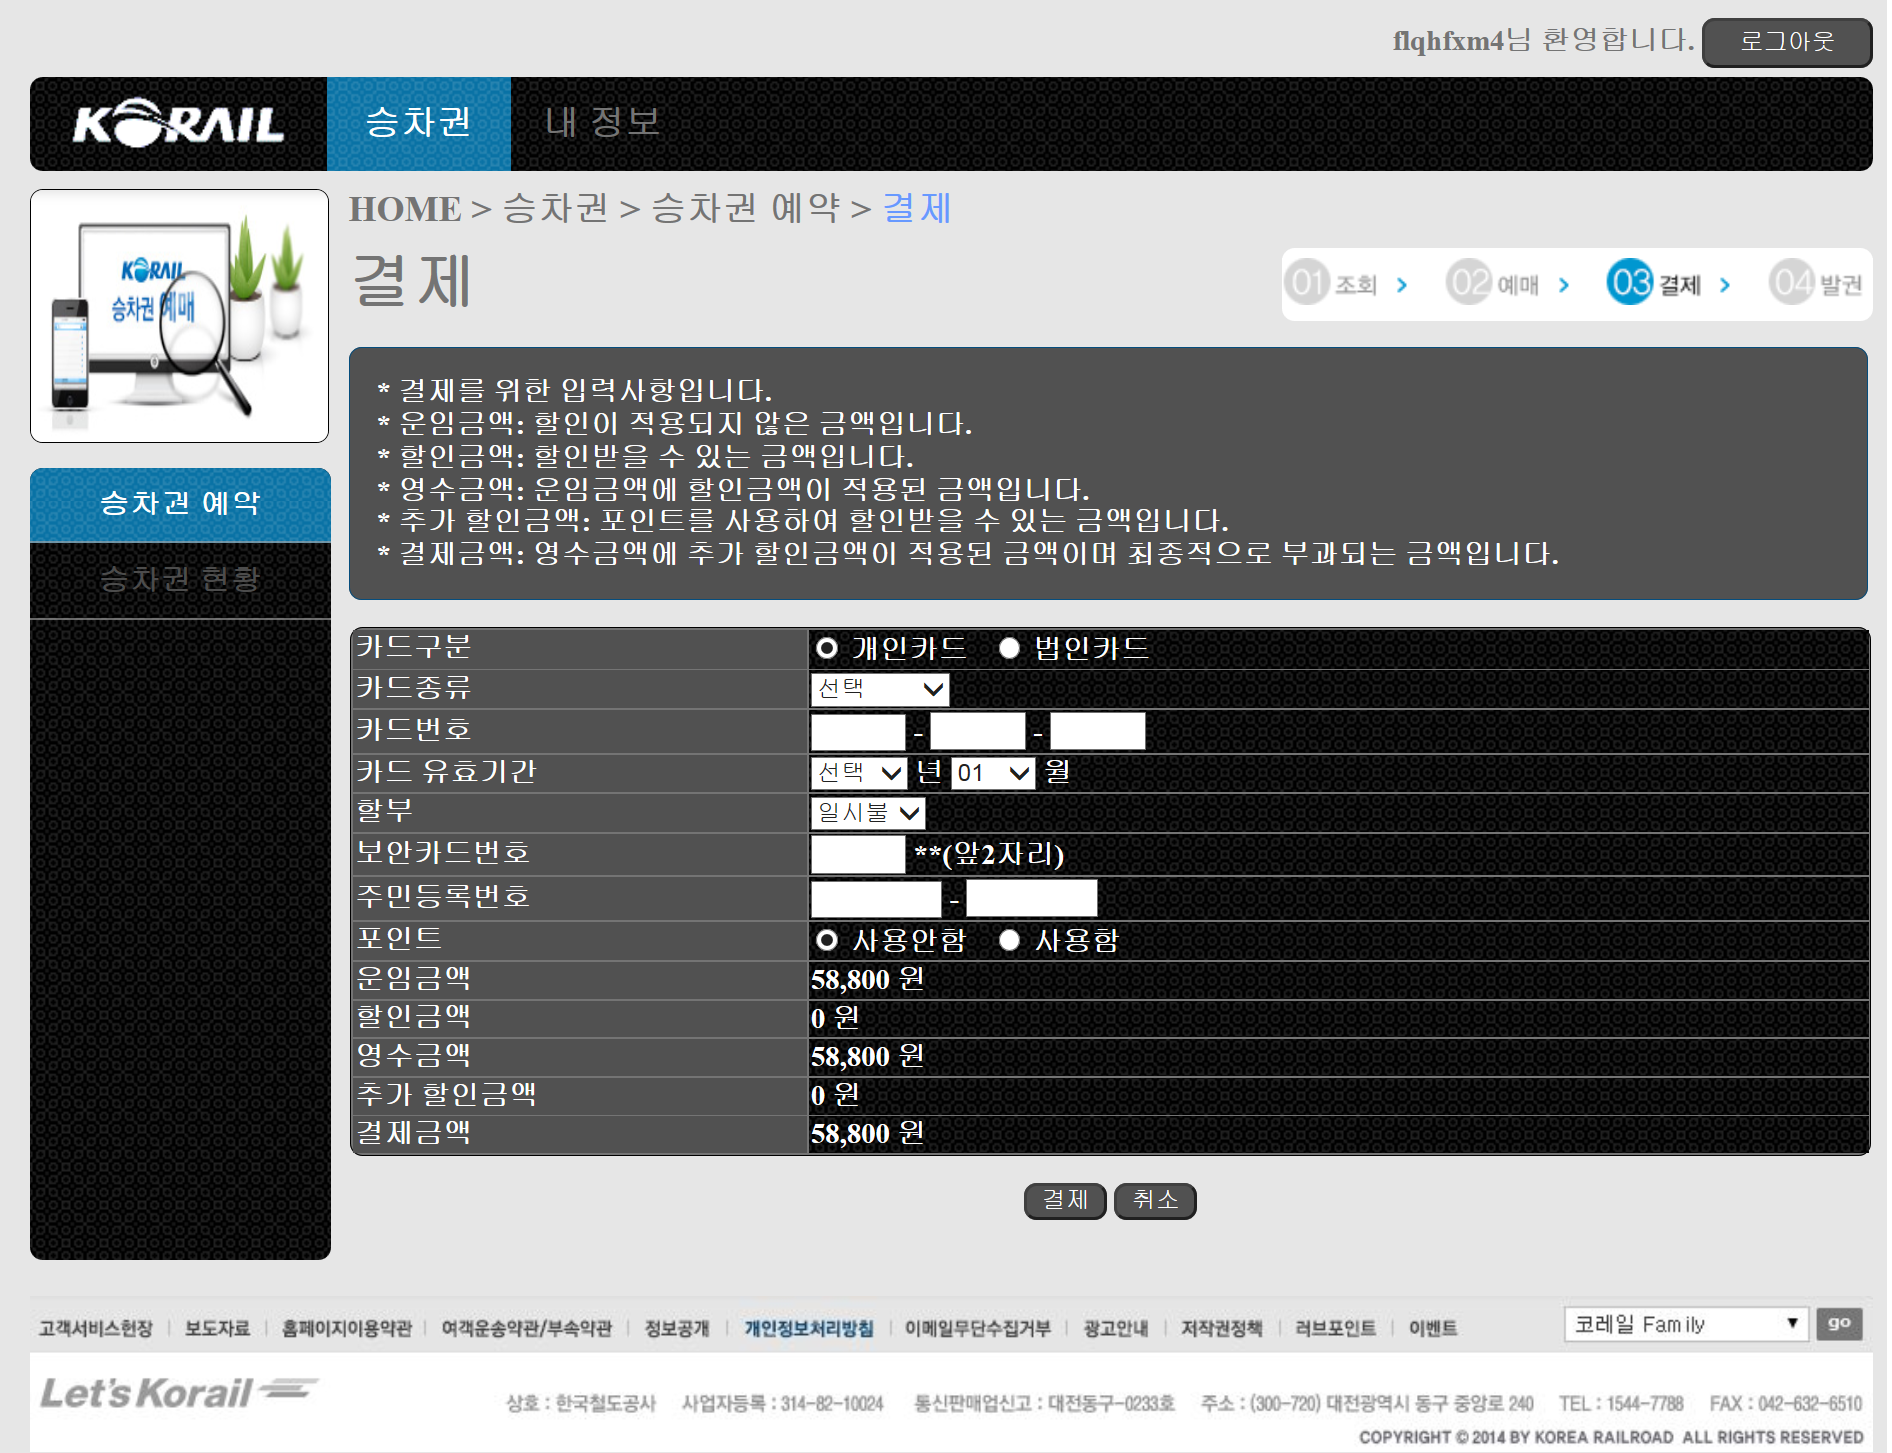 flqhfxm4님 환영합니다. 로그아웃
KORAIL 승차권 내 정보
HOME > 승차권 > 승차권 예약 > 결제
결제
01 조회 > 02 예매 > 03 결제 > 04 발권
KORAIL
승차권 예매
승차권 예약
승차권 현황
* 결제를 위한 입력사항입니다.
* 운임금액: 할인이 적용되지 않은 금액입니다.
* 할인금액: 할인받을 수 있는 금액입니다.
* 영수금액: 운임금액에 할인금액이 적용된 금액입니다.
* 추가 할인금액: 포인트를 사용하여 할인받을 수 있는 금액입니다.
* 결제금액: 영수금액에 추가 할인금액이 적용된 금액이며 최종적으로 부과되는 금액입니다.
카드구분 개인카드 법인카드
카드종류 선택
카드번호 - -
카드 유효기간 선택 년 01 월
할부 일시불
보안카드번호 **(앞2자리)
주민등록번호 -
포인트 사용안함 사용함
운임금액 58,800 원
할인금액 0 원
영수금액 58,800 원
추가 할인금액 0 원
결제금액 58,800 원
결제 취소
고객서비스헌장 | 보도자료 | 홈페이지이용약관 | 여객운송약관/부속약관 | 정보공개 | 개인정보처리방침 | 이메일무단수집거부 | 광고안내 | 저작권정책 | 러브포인트 | 이벤트 코레일 Family ▼ go
Let's Korail 상호 : 한국철도공사 사업자등록 : 314-82-10024 통신판매업신고 : 대전동구-0233호 주소 : (300-720) 대전광역시 동구 중앙로 240 TEL : 1544-7788 FAX : 042-632-6510
COPYRIGHT © 2014 BY KOREA RAILROAD ALL RIGHTS RESERVED